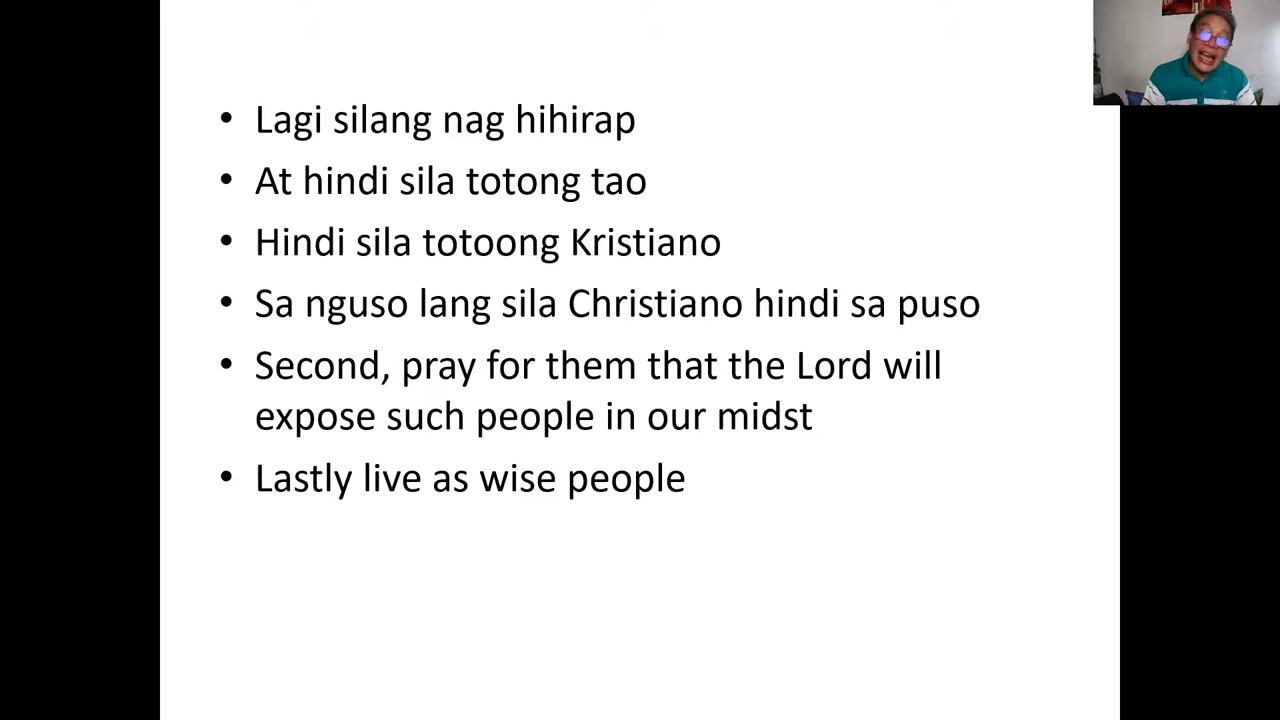 • Lagi silang nag hihirap
• At hindi sila totong tao
• Hindi sila totoong Kristiano
• Sa nguso lang sila Christiano hindi sa puso
• Second, pray for them that the Lord will
expose such people in our midst
• Lastly live as wise people